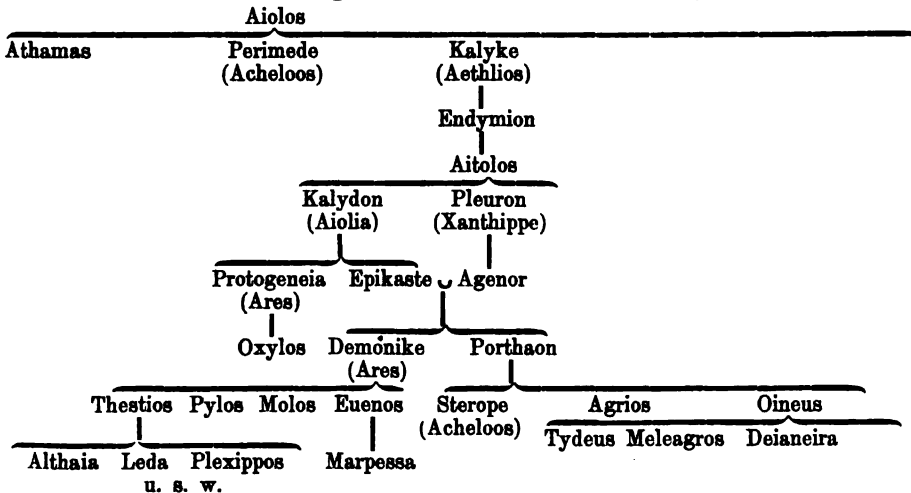 Aiolos
Athamas Perimede Kalyke
(Acheloos) (Aethlios)
Endymion
Aitolos
Kalydon Pleuron
(Aiolia) (Xanthippe)
Protogeneia Epikaste ⌣ Agenor
(Ares)
Oxylos Demonike Porthaon
(Ares)
Thestios Pylos Molos Euenos Sterope Agrios Oineus
(Acheloos)
Tydeus Meleagros Deianeira
Althaia Leda Plexippos Marpessa
u. s. w.